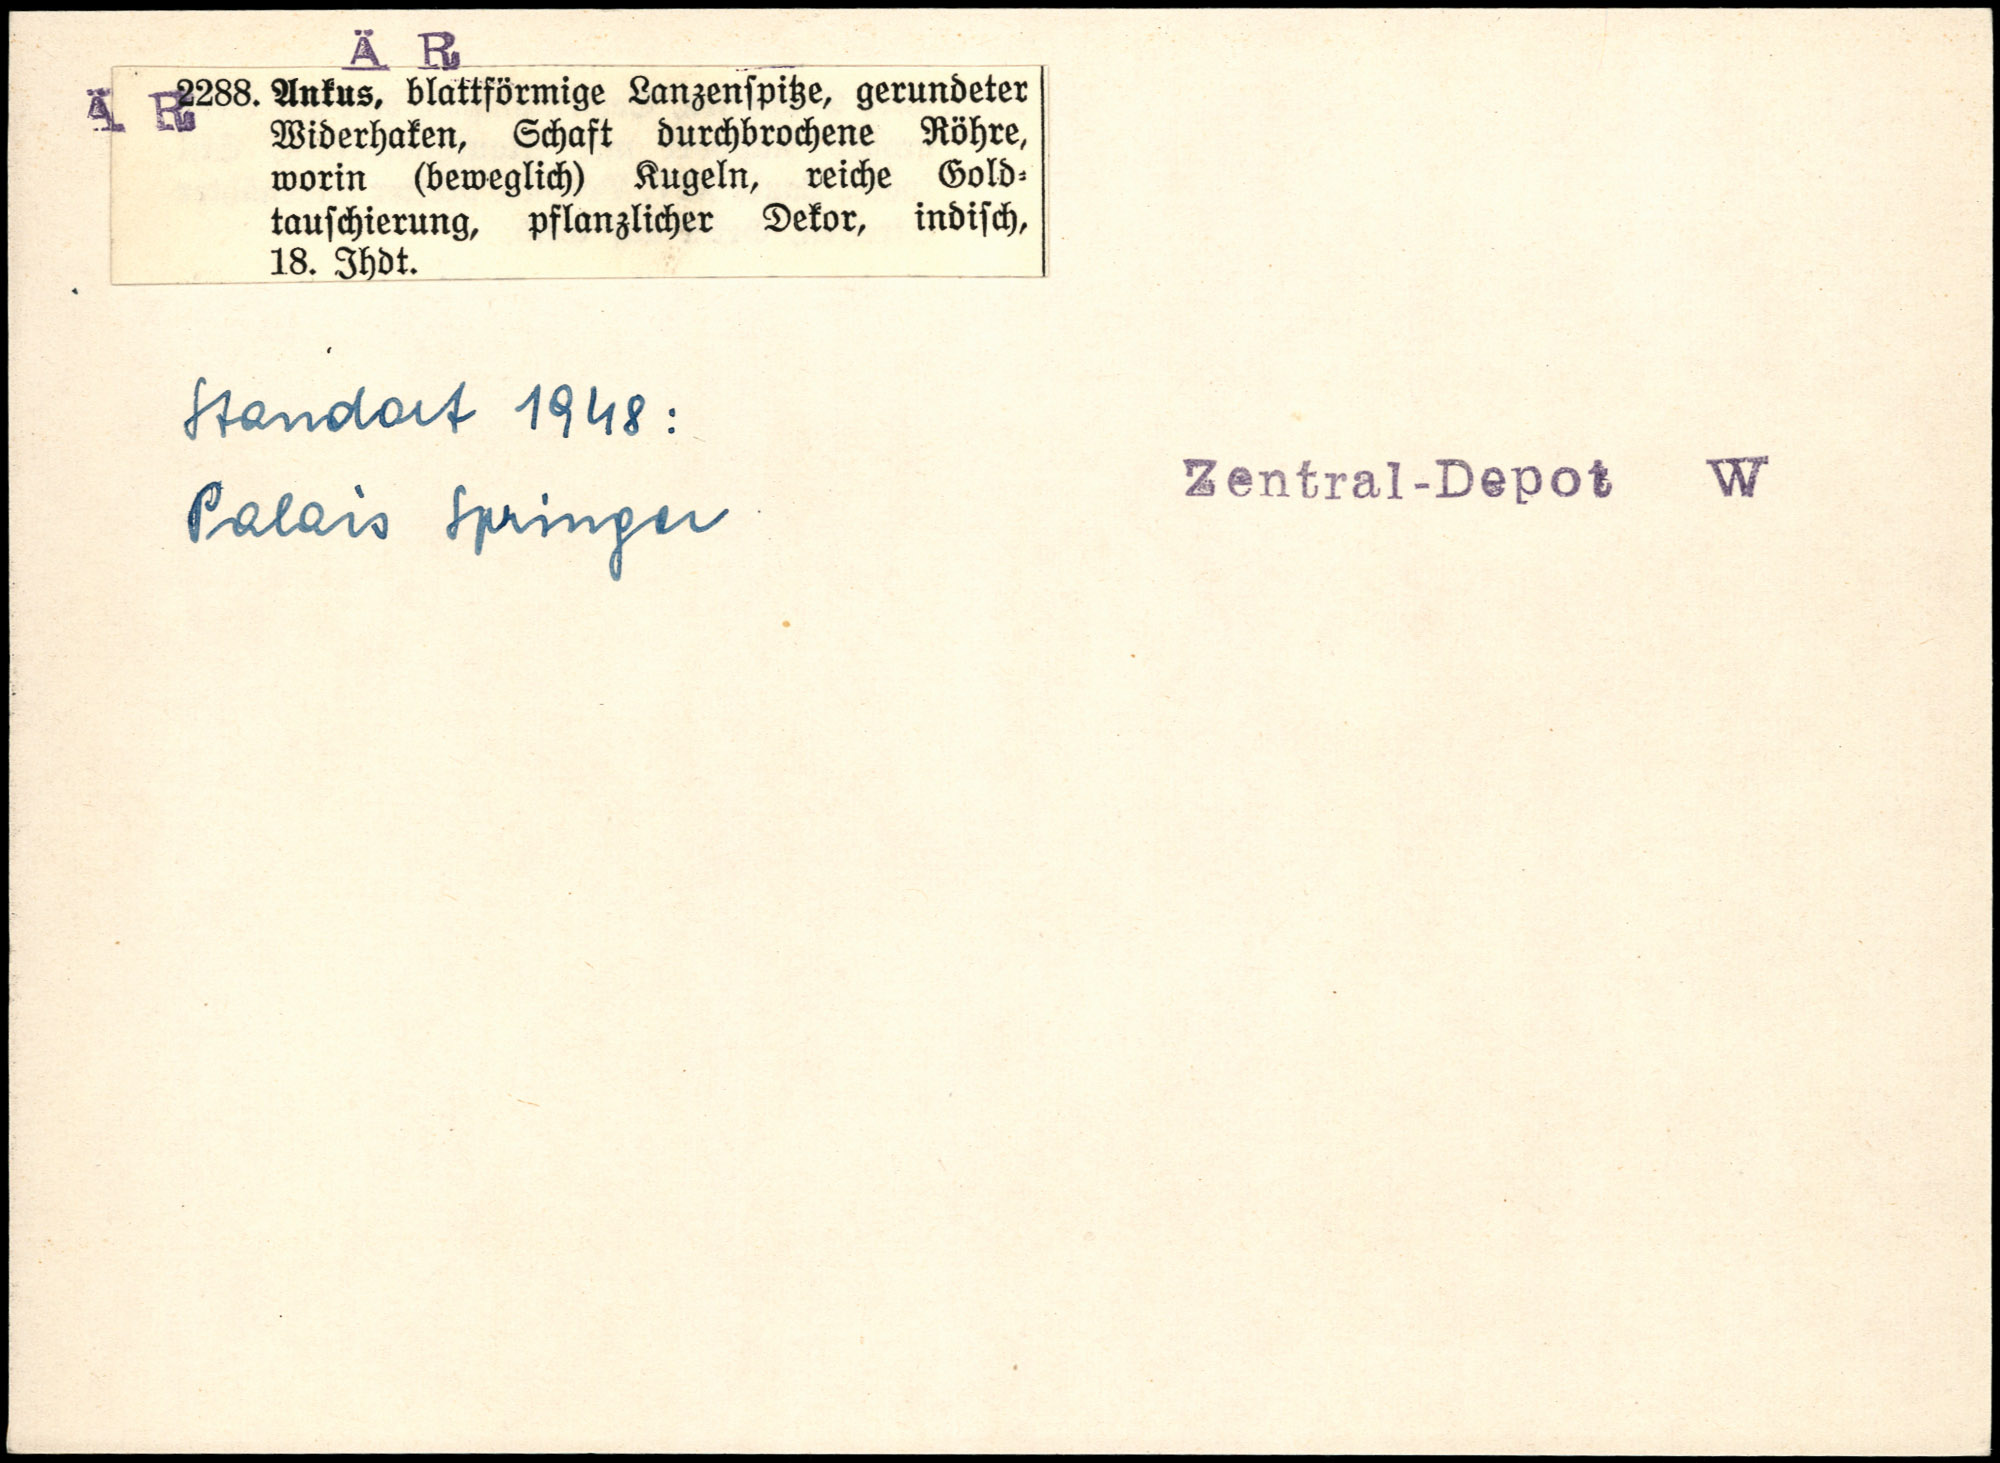 Ä R
Ä R
2288. Ankus, blattförmige Lanzenspitze, gerundeter
Widerhaken, Schaft durchbrochene Röhre,
worin (beweglich) Kugeln, reiche Gold-
tauschierung, pflanzlicher Dekor, indisch,
18. Jhdt.
Standort 1948:
Zentral-Depot W
Palais Springer